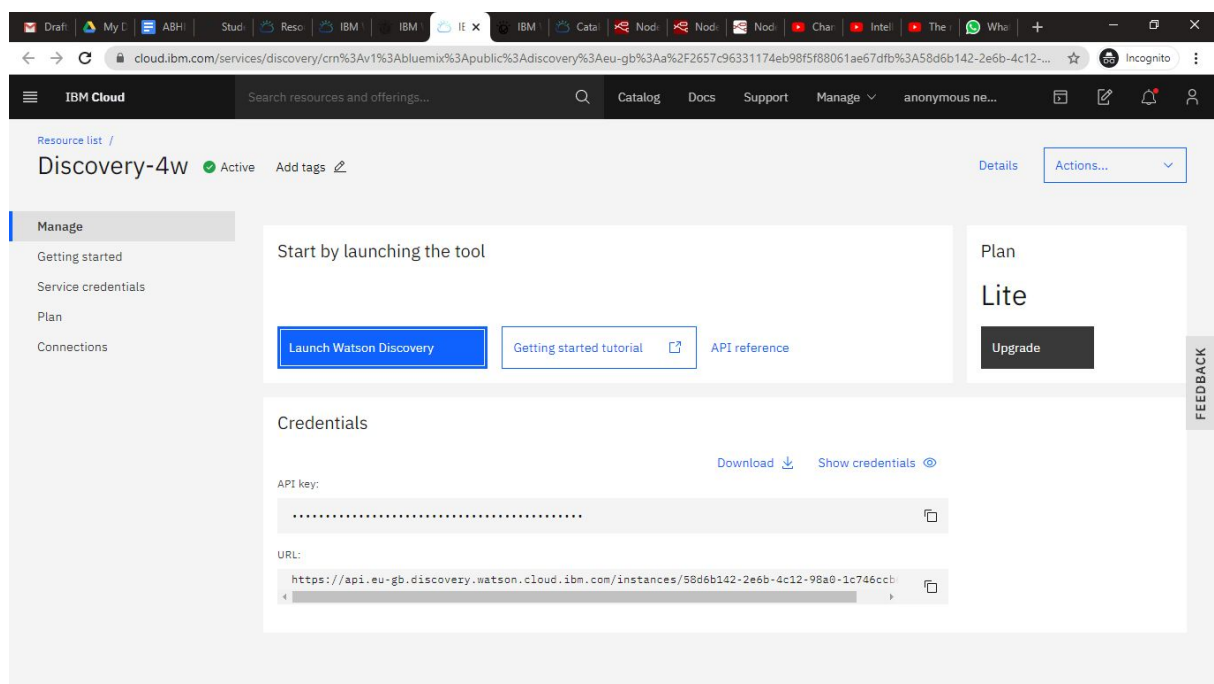 Draft My D ABHI Stud Reso IBM W IBM W IE IBM W Catal Node Node Node Chan Intell The Wha
cloud.ibm.com/services/discovery/crn%3Av1%3Abluemix%3Apublic%3Adiscovery%3Aeu-gb%3Aa%2F2657c96331174eb98f5f88061ae67dfb%3A58d6b142-2e6b-4c12-... Incognito
IBM Cloud Search resources and offerings... Catalog Docs Support Manage anonymous ne...
Resource list /
Discovery-4w Active Add tags Details Actions...
Manage
Getting started
Service credentials
Plan
Connections
Start by launching the tool
Launch Watson Discovery Getting started tutorial API reference
Plan
Lite
Upgrade
FEEDBACK
Credentials
Download Show credentials
API key:
............................................
URL:
https://api.eu-gb.discovery.watson.cloud.ibm.com/instances/58d6b142-2e6b-4c12-98a0-1c746ccb